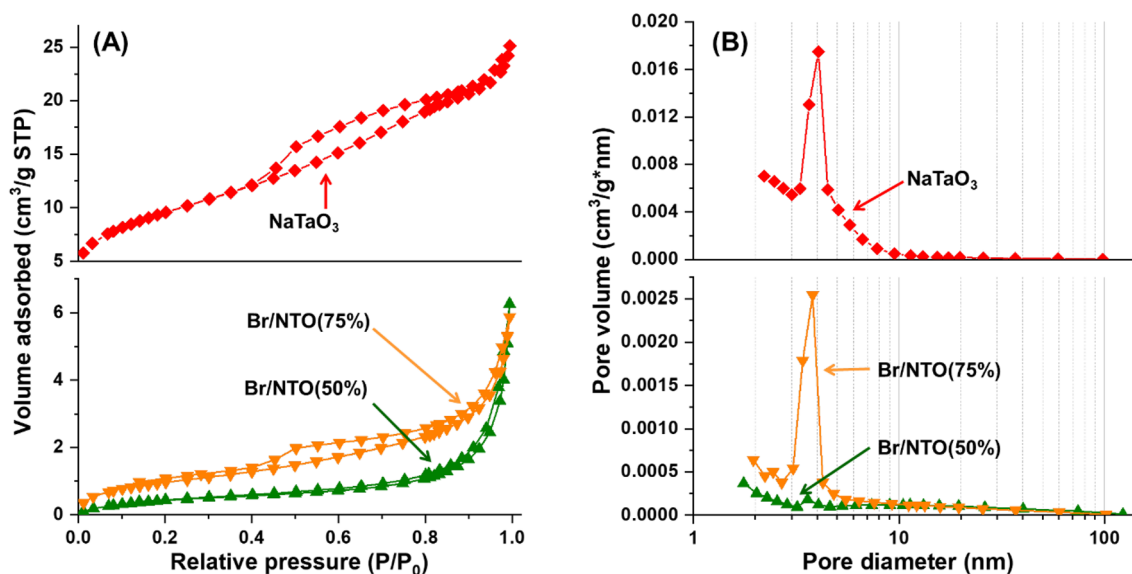 (A)
Volume adsorbed (cm³/g STP)
25
20
15
10
5
NaTaO₃
6
4
2
0
Br/NTO(75%)
Br/NTO(50%)
0.0 0.2 0.4 0.6 0.8 1.0
Relative pressure (P/P₀)
(B)
Pore volume (cm³/g*nm)
0.020
0.016
0.012
0.008
0.004
0.000
NaTaO₃
0.0025
0.0020
0.0015
0.0010
0.0005
0.0000
Br/NTO(75%)
Br/NTO(50%)
1 10 100
Pore diameter (nm)